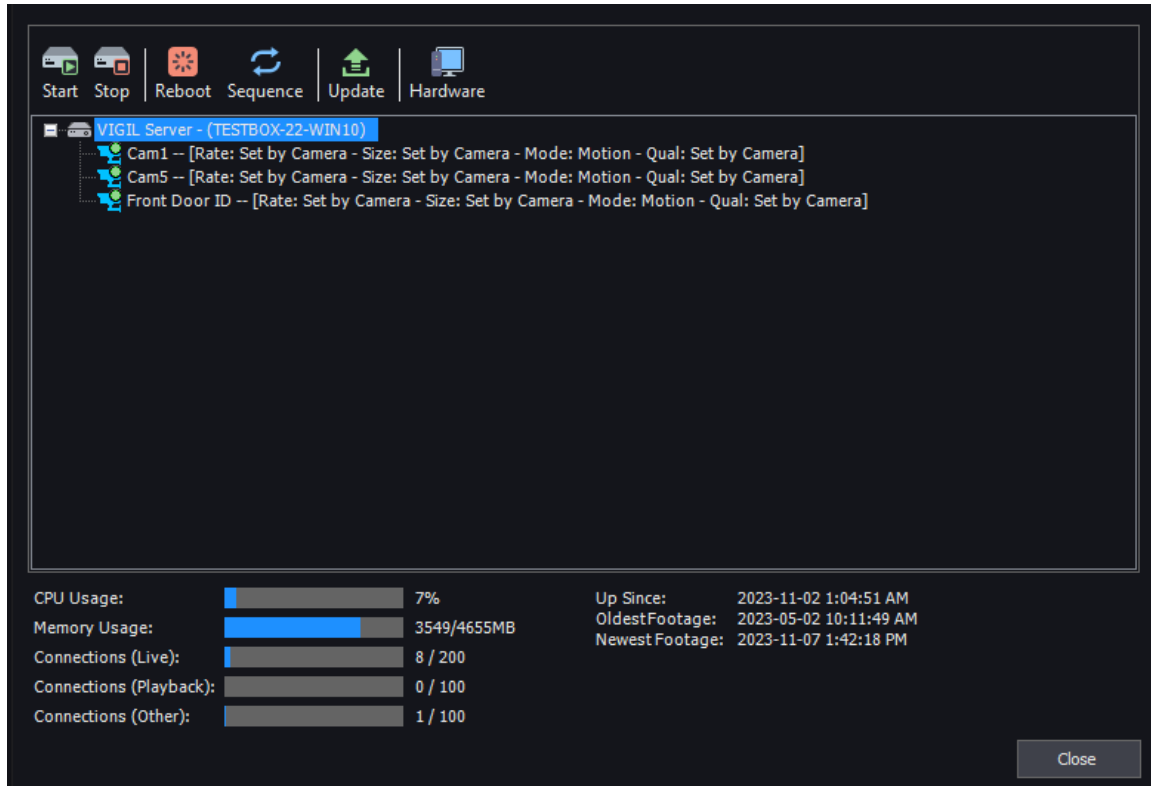 Start Stop Reboot Sequence Update Hardware
VIGIL Server - (TESTBOX-22-WIN10)
Cam1 -- [Rate: Set by Camera - Size: Set by Camera - Mode: Motion - Qual: Set by Camera]
Cam5 -- [Rate: Set by Camera - Size: Set by Camera - Mode: Motion - Qual: Set by Camera]
Front Door ID -- [Rate: Set by Camera - Size: Set by Camera - Mode: Motion - Qual: Set by Camera]
CPU Usage: 7%
Memory Usage: 3549/4655MB
Connections (Live): 8 / 200
Connections (Playback): 0 / 100
Connections (Other): 1 / 100
Up Since: 2023-11-02 1:04:51 AM
OldestFootage: 2023-05-02 10:11:49 AM
NewestFootage: 2023-11-07 1:42:18 PM
Close